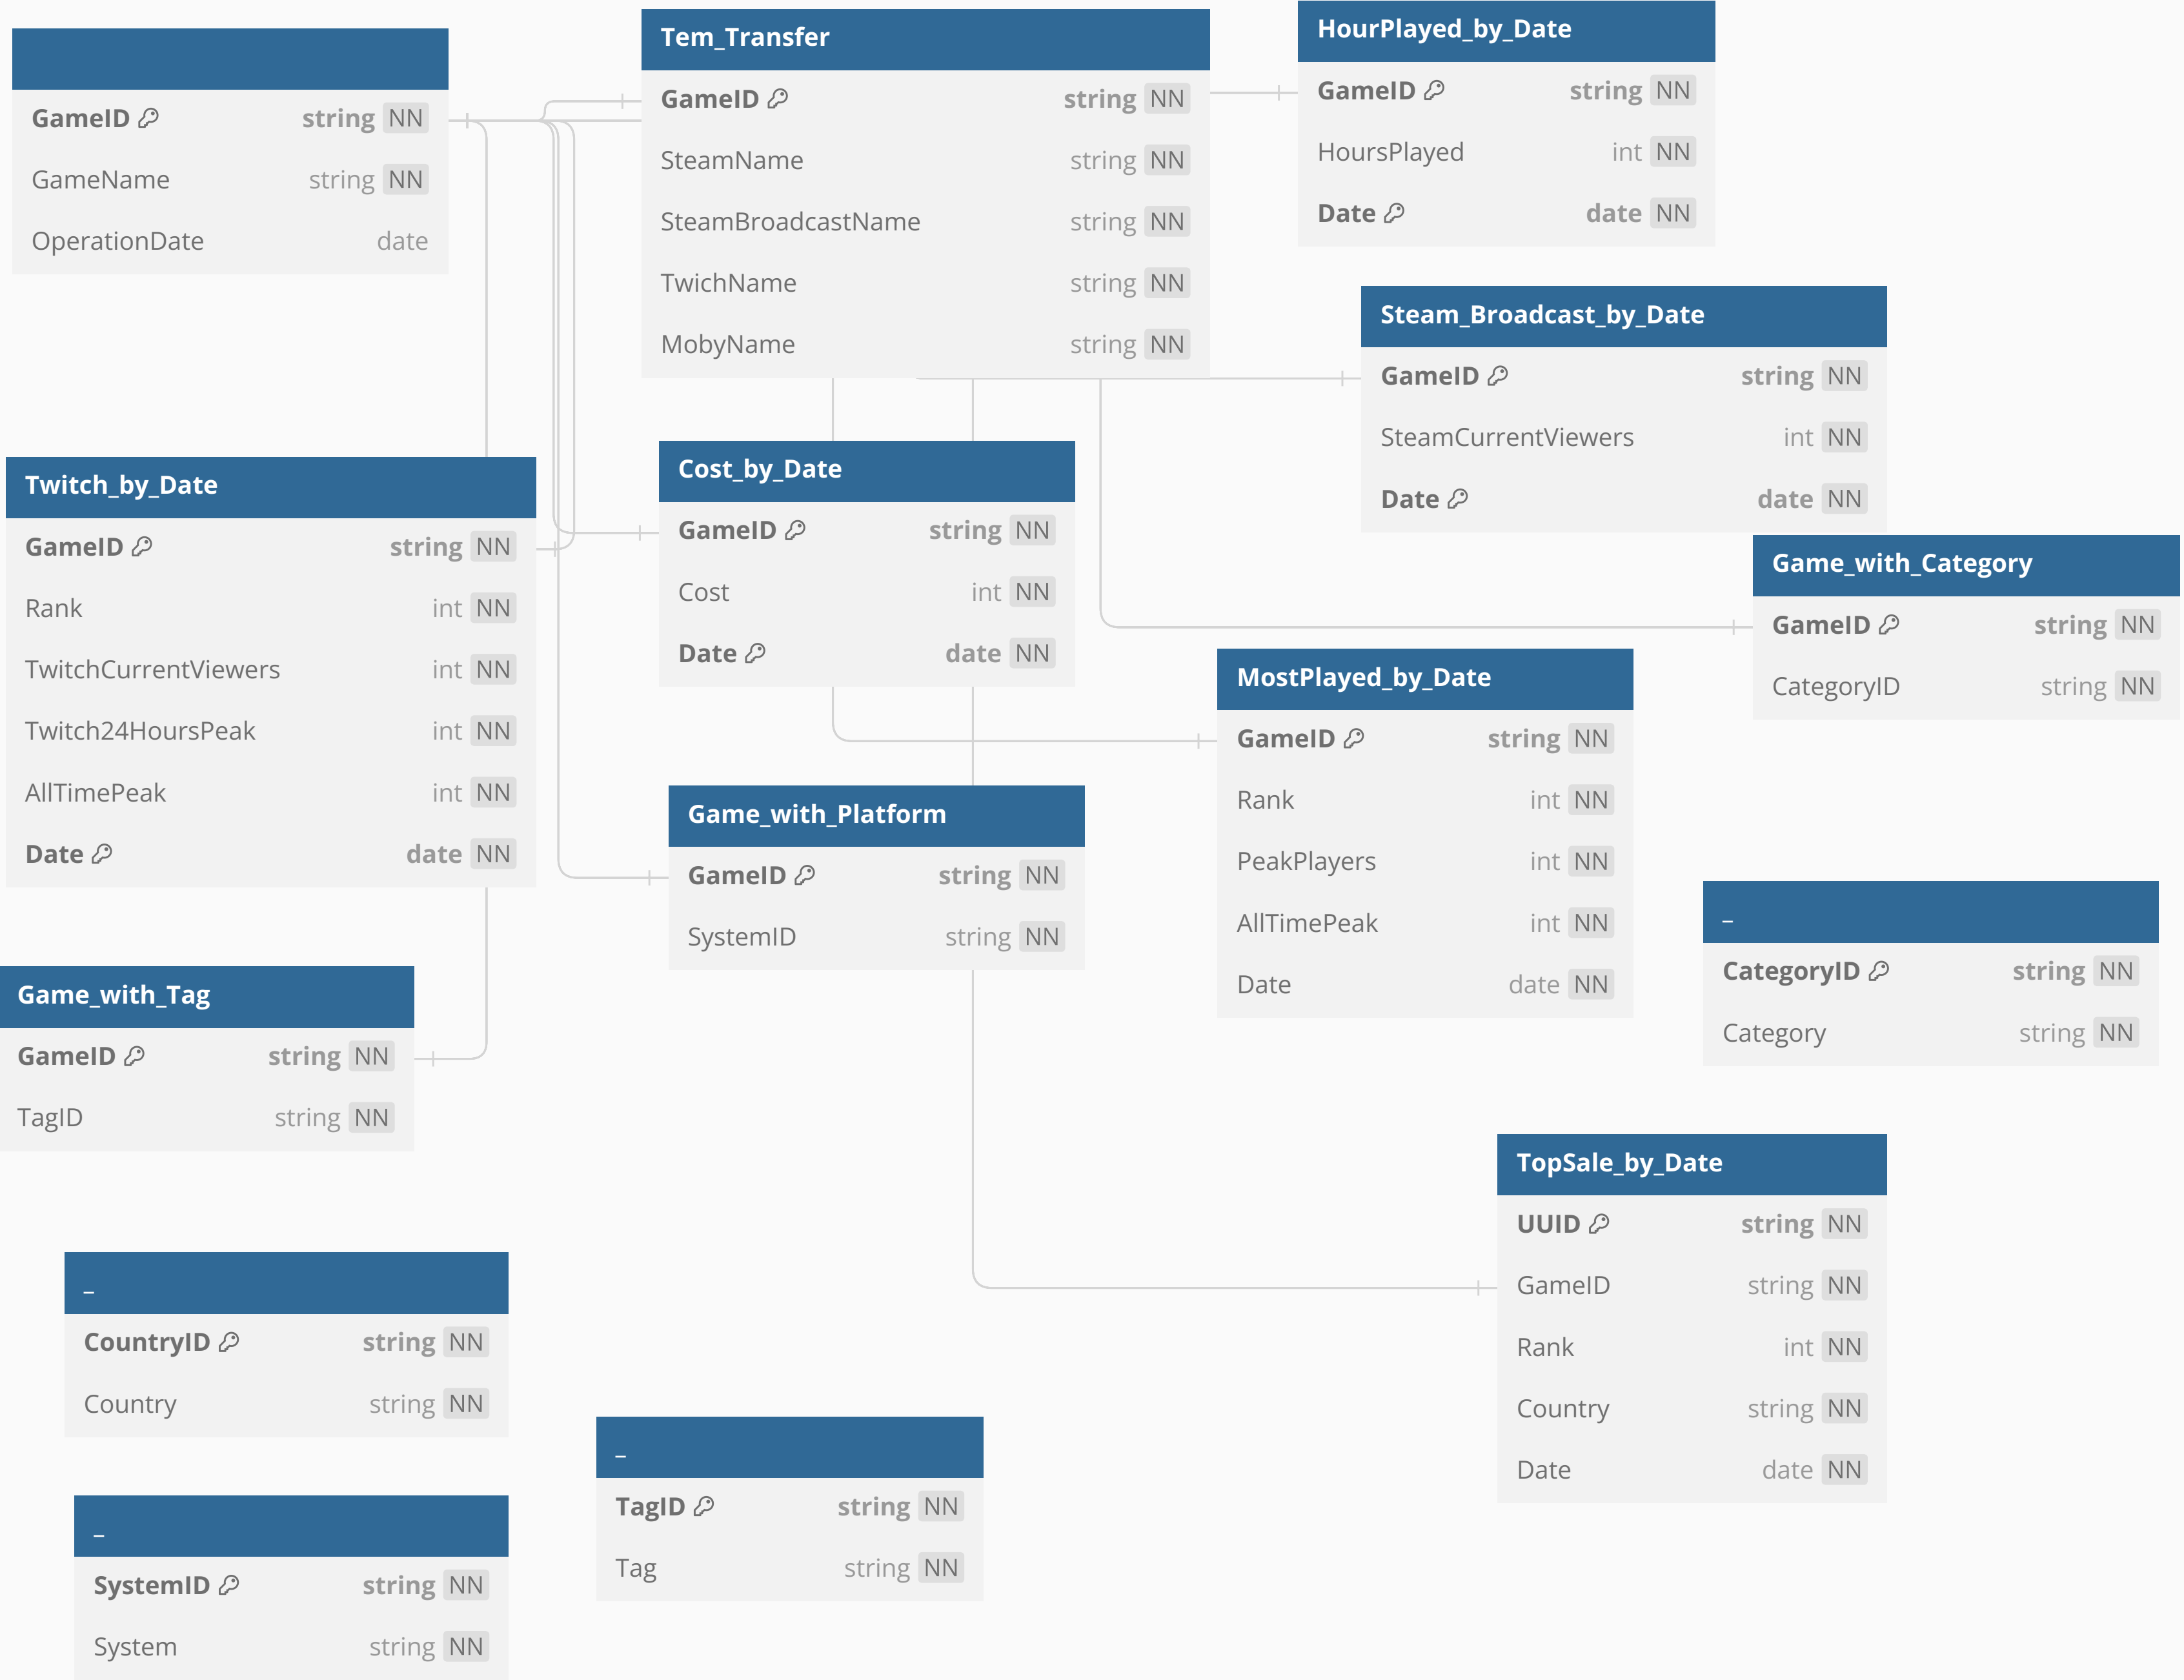 GameID string NN
GameName string NN
OperationDate date
Tem_Transfer
GameID string NN
SteamName string NN
SteamBroadcastName string NN
TwichName string NN
MobyName string NN
HourPlayed_by_Date
GameID string NN
HoursPlayed int NN
Date date NN
Steam_Broadcast_by_Date
GameID string NN
SteamCurrentViewers int NN
Date date NN
Twitch_by_Date
GameID string NN
Rank int NN
TwitchCurrentViewers int NN
Twitch24HoursPeak int NN
AllTimePeak int NN
Date date NN
Cost_by_Date
GameID string NN
Cost int NN
Date date NN
Game_with_Category
GameID string NN
CategoryID string NN
MostPlayed_by_Date
GameID string NN
Rank int NN
PeakPlayers int NN
AllTimePeak int NN
Date date NN
Game_with_Platform
GameID string NN
SystemID string NN
_
CategoryID string NN
Category string NN
Game_with_Tag
GameID string NN
TagID string NN
TopSale_by_Date
UUID string NN
GameID string NN
Rank int NN
Country string NN
Date date NN
_
CountryID string NN
Country string NN
_
TagID string NN
Tag string NN
_
SystemID string NN
System string NN